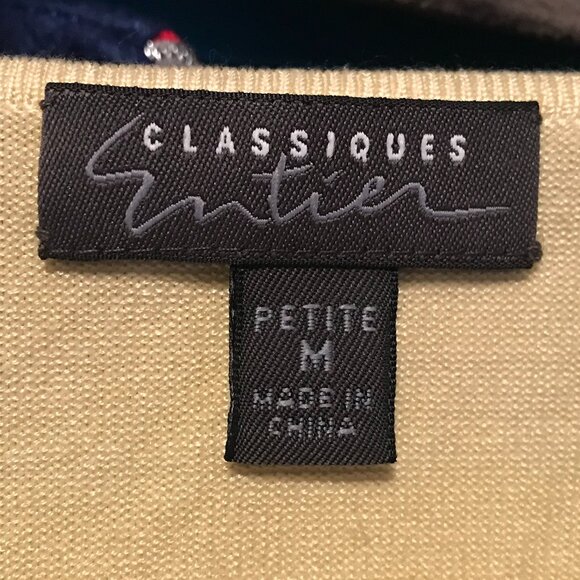 CLASSIQUES
Entier
PETITE
M
MADE IN
CHINA